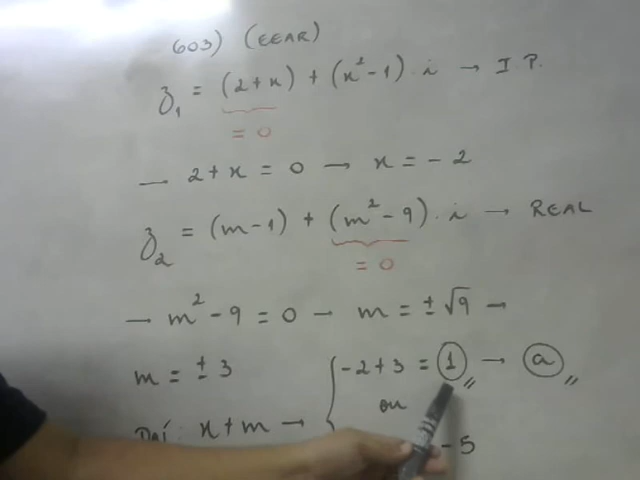 603) (EEAR)
z₁ = (2+x) + (x²-1).i → I.P.
= 0
— 2+x = 0 → x = -2
z₂ = (m-1) + (m²-9).i → REAL
= 0
— m²-9 = 0 → m = ±√9 →
m = ±3
{ -2+3 = 1 → a
ou
Daí: x+m →
-5